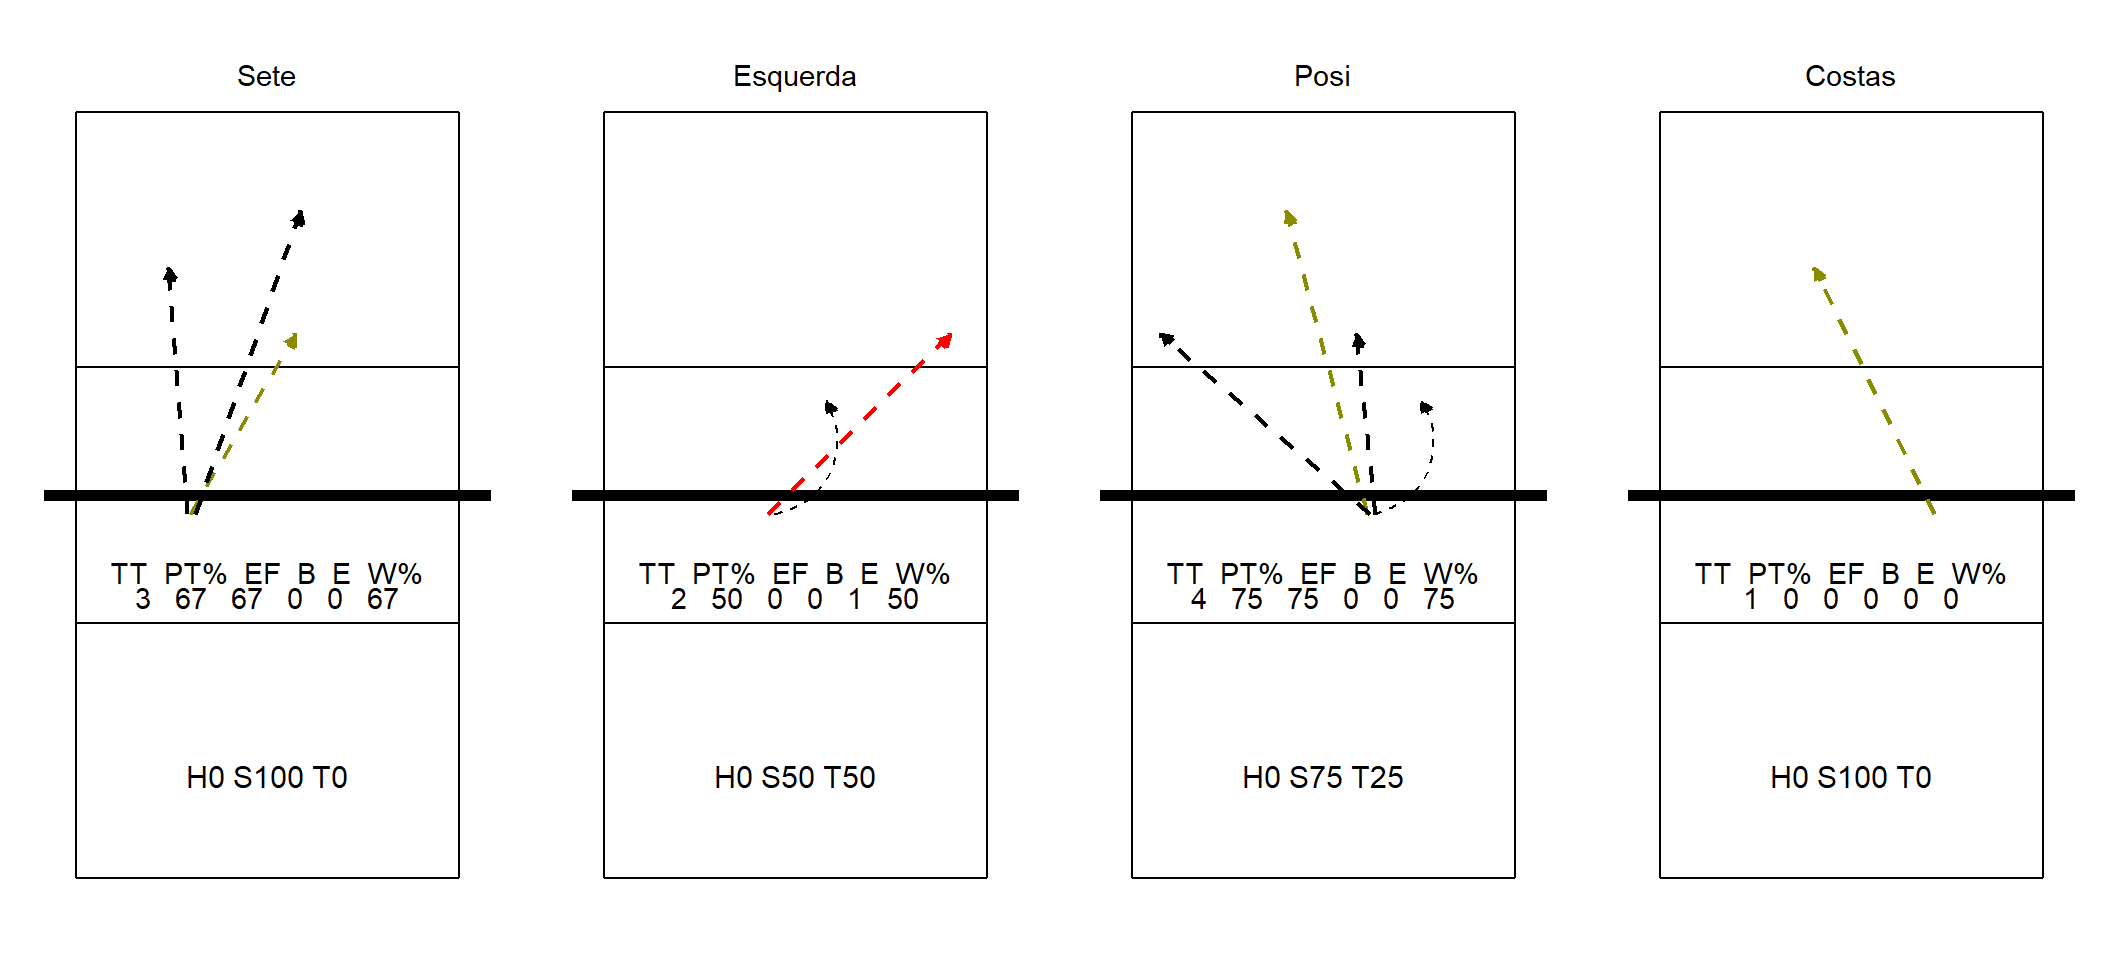 Sete
TT PT% EF B E W%
3 67 67 0 0 67
H0 S100 T0
Esquerda
TT PT% EF B E W%
2 50 0 0 1 50
H0 S50 T50
Posi
TT PT% EF B E W%
4 75 75 0 0 75
H0 S75 T25
Costas
TT PT% EF B E W%
1 0 0 0 0 0
H0 S100 T0